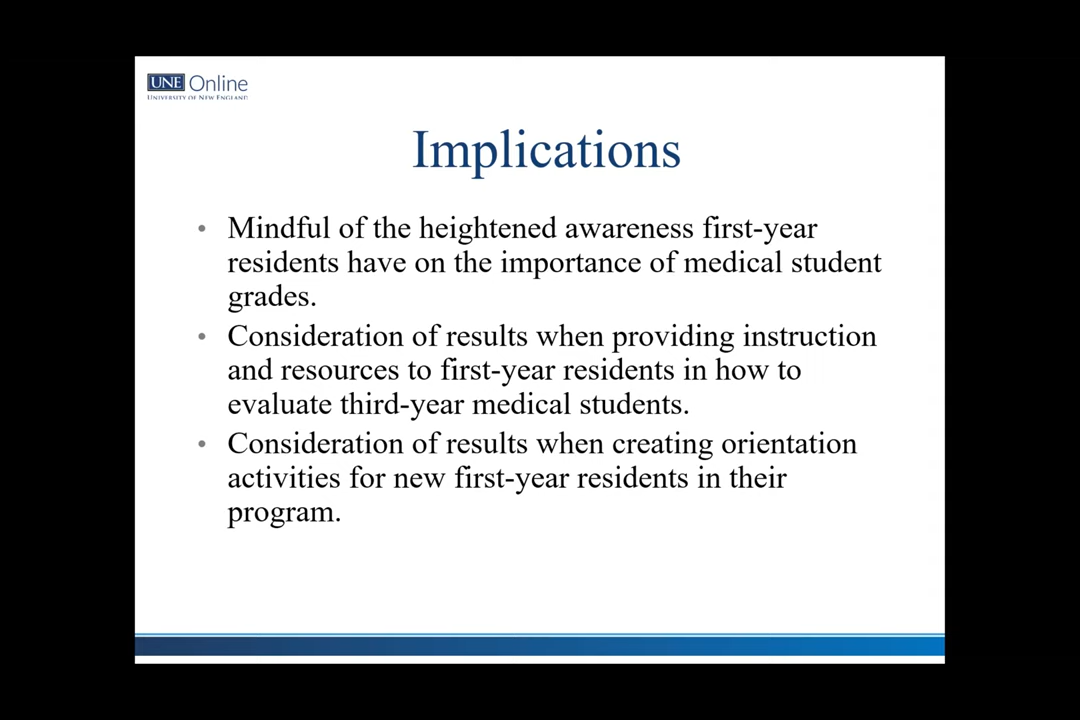 UNE Online
UNIVERSITY OF NEW ENGLAND
Implications
• Mindful of the heightened awareness first-year
residents have on the importance of medical student
grades.
• Consideration of results when providing instruction
and resources to first-year residents in how to
evaluate third-year medical students.
• Consideration of results when creating orientation
activities for new first-year residents in their
program.